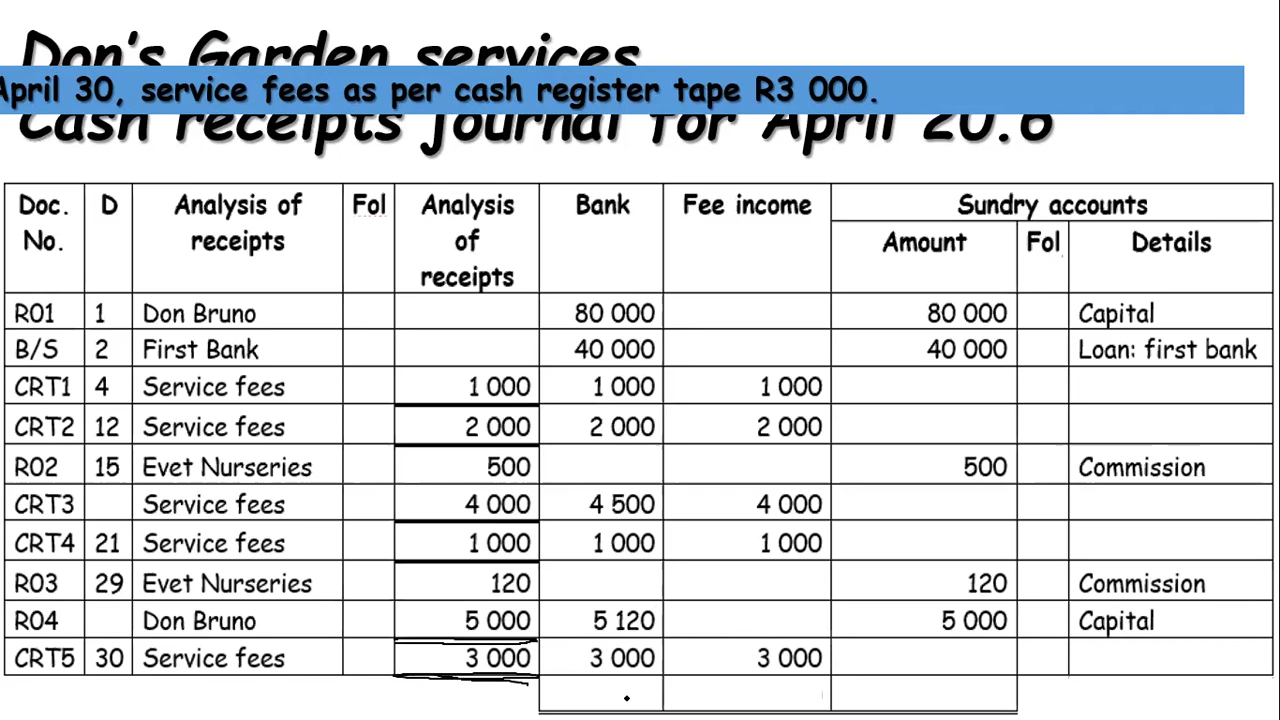 Don's Garden services
April 30, service fees as per cash register tape R3 000.
Cash receipts journal for April 20.6
Doc. No. D Analysis of receipts Fol Analysis of receipts Bank Fee income Sundry accounts
Amount Fol Details
R01 1 Don Bruno 80 000 80 000 Capital
B/S 2 First Bank 40 000 40 000 Loan: first bank
CRT1 4 Service fees 1 000 1 000 1 000
CRT2 12 Service fees 2 000 2 000 2 000
R02 15 Evet Nurseries 500 500 Commission
CRT3 Service fees 4 000 4 500 4 000
CRT4 21 Service fees 1 000 1 000 1 000
R03 29 Evet Nurseries 120 120 Commission
R04 Don Bruno 5 000 5 120 5 000 Capital
CRT5 30 Service fees 3 000 3 000 3 000